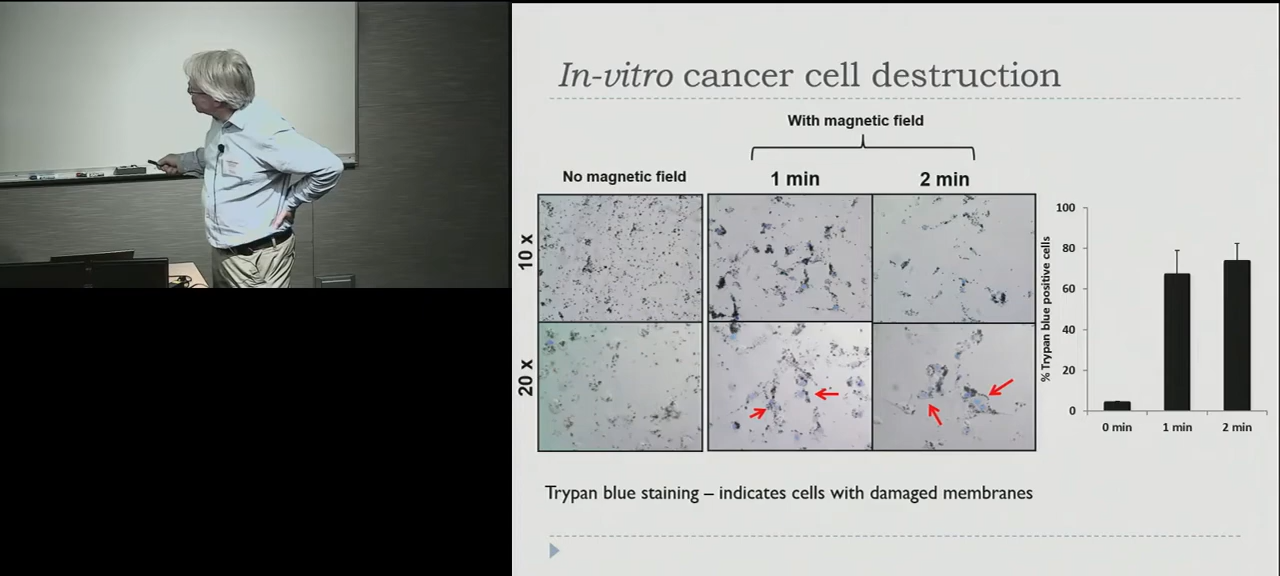 In-vitro cancer cell destruction
With magnetic field
No magnetic field
1 min
2 min
10 x
20 x
% Trypan blue positive cells
100
80
60
40
20
0
0 min
1 min
2 min
Trypan blue staining – indicates cells with damaged membranes